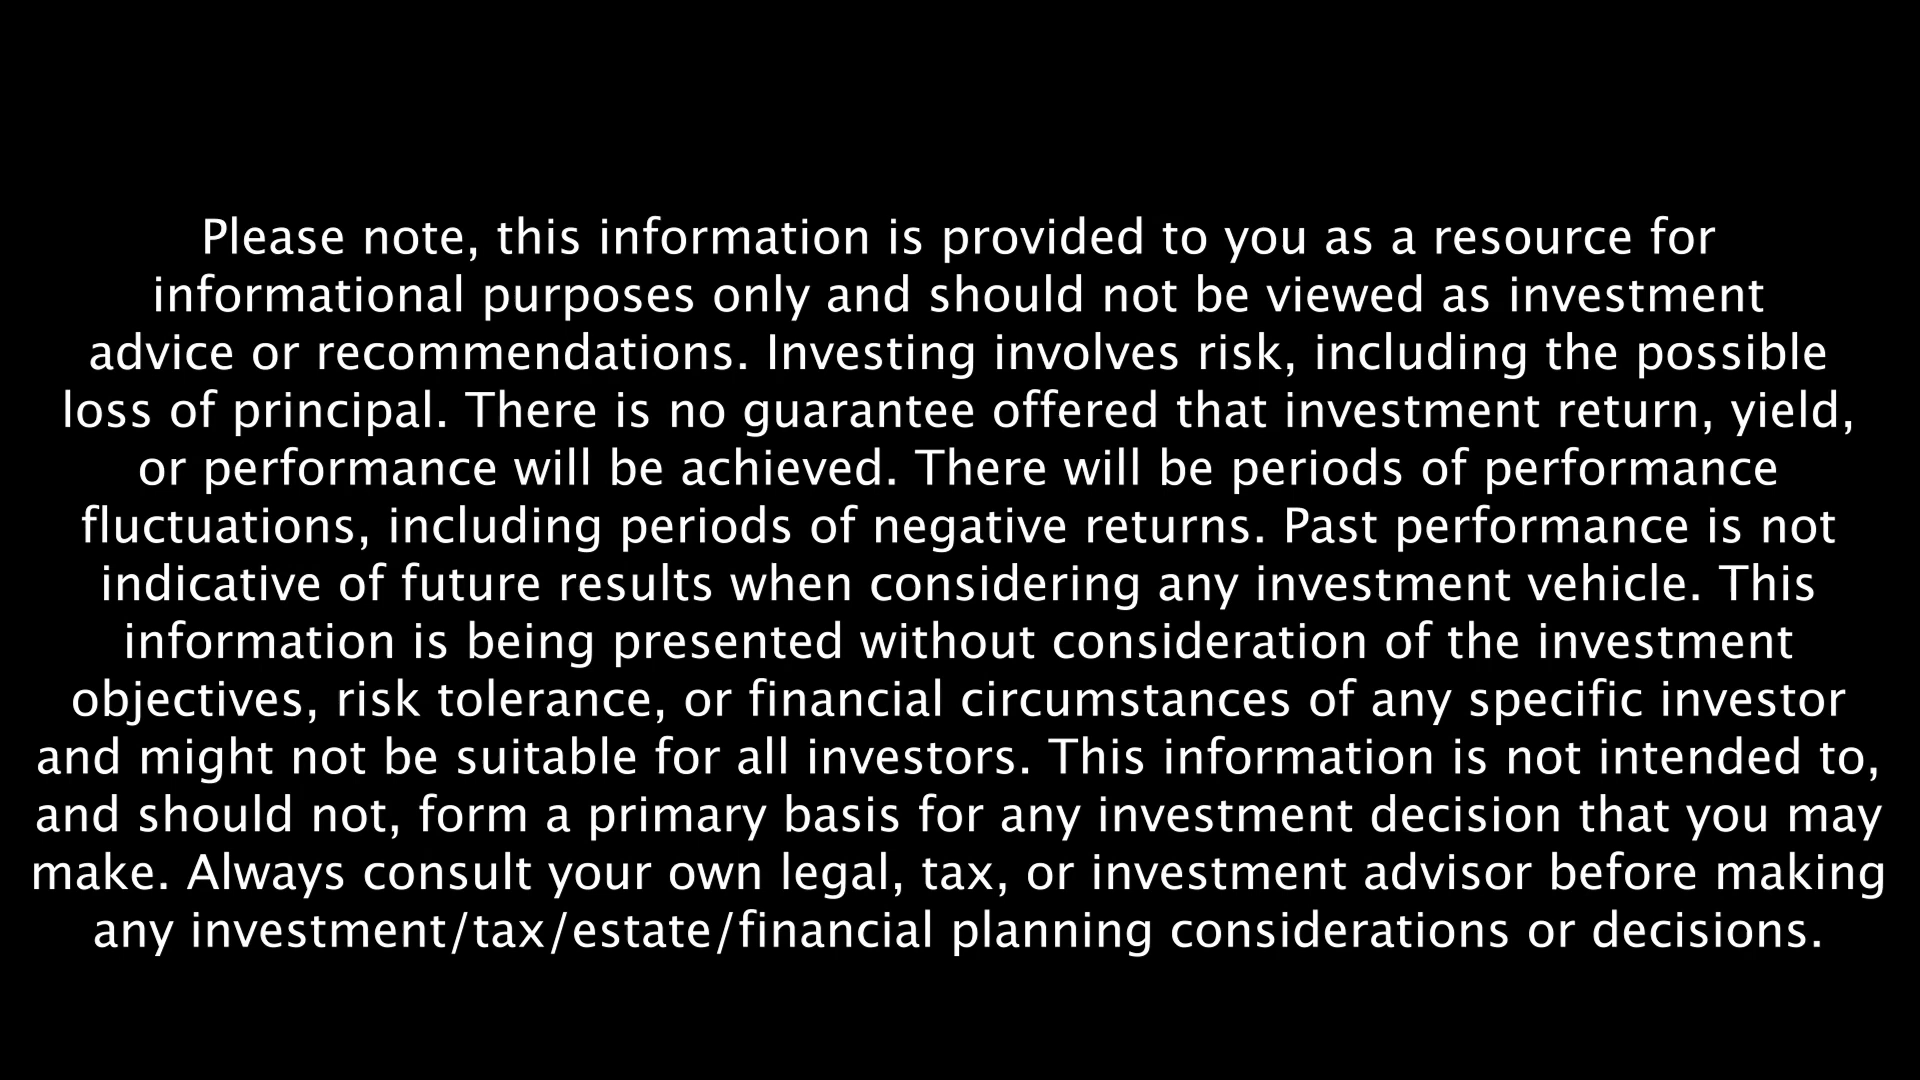 Please note, this information is provided to you as a resource for
informational purposes only and should not be viewed as investment
advice or recommendations. Investing involves risk, including the possible
loss of principal. There is no guarantee offered that investment return, yield,
or performance will be achieved. There will be periods of performance
fluctuations, including periods of negative returns. Past performance is not
indicative of future results when considering any investment vehicle. This
information is being presented without consideration of the investment
objectives, risk tolerance, or financial circumstances of any specific investor
and might not be suitable for all investors. This information is not intended to,
and should not, form a primary basis for any investment decision that you may
make. Always consult your own legal, tax, or investment advisor before making
any investment/tax/estate/financial planning considerations or decisions.